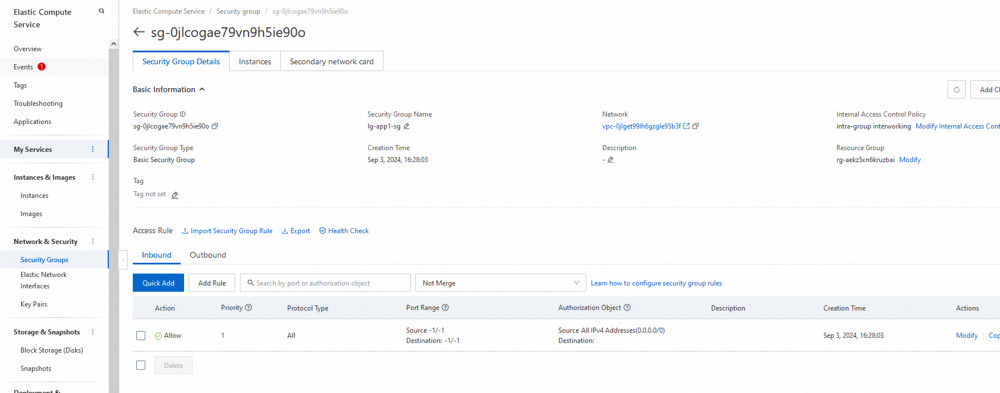 Elastic Compute
Service
Overview
Events 1
Tags
Troubleshooting
Applications
My Services
Instances & Images
Instances
Images
Network & Security
Security Groups
Elastic Network
Interfaces
Key Pairs
Storage & Snapshots
Block Storage (Disks)
Snapshots
Deployment &
Elastic Compute Service / Security group / sg-0jlcogae79vn9h5ie90o
sg-0jlcogae79vn9h5ie90o
Security Group Details Instances Secondary network card
Basic Information
Add Cl
Security Group ID
sg-0jlcogae79vn9h5ie90o
Security Group Name
lg-app1-sg
Network
vpc-0jlget99lh6gzgle95b3f
Internal Access Control Policy
intra-group interworking Modify Internal Access Cont
Security Group Type
Basic Security Group
Creation Time
Sep 3, 2024, 16:28:03
Description
-
Resource Group
rg-aekz5xn6kruzbai Modify
Tag
Tag not set
Access Rule Import Security Group Rule Export Health Check
Inbound Outbound
Quick Add Add Rule Search by port or authorization object Not Merge Learn how to configure security group rules
Action Priority Protocol Type Port Range Authorization Object Description Creation Time Actions
Allow 1 All
Source -1/-1
Destination: -1/-1
Source All IPv4 Addresses(0.0.0.0/0)
Destination:
Sep 3, 2024, 16:28:03
Modify Cop
Delete